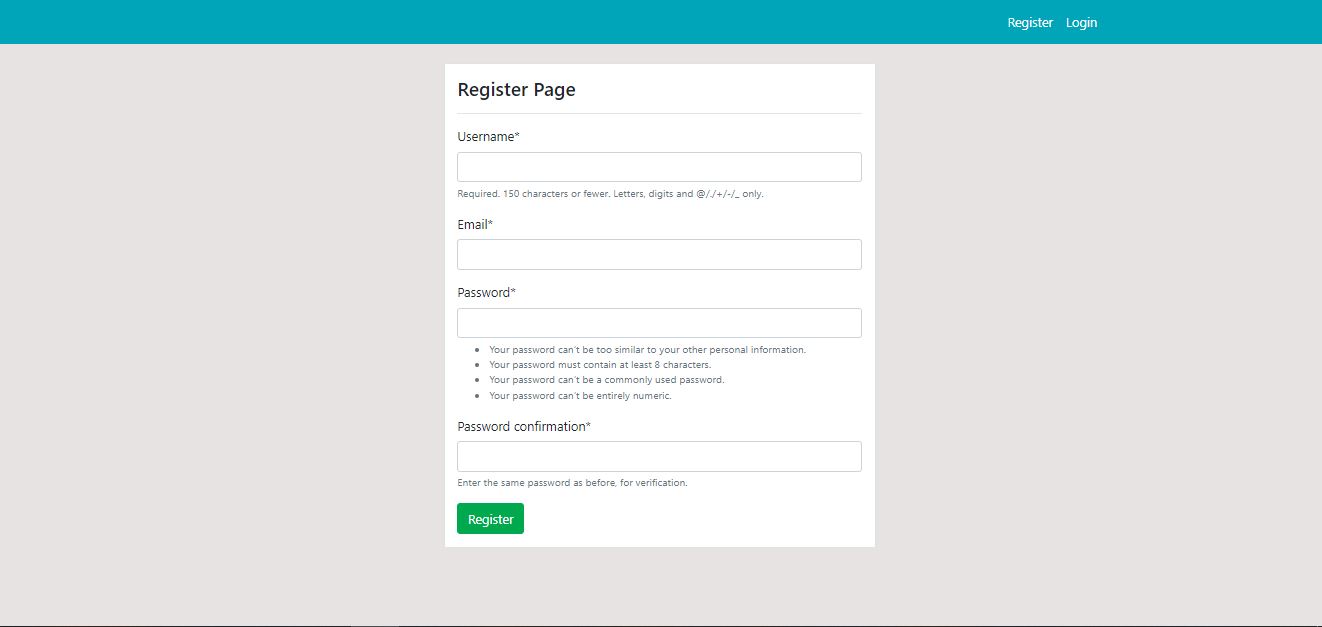 Register Login
Register Page
Username*
Required. 150 characters or fewer. Letters, digits and @/./+/-/_ only.
Email*
Password*
Your password can't be too similar to your other personal information.
Your password must contain at least 8 characters.
Your password can't be a commonly used password.
Your password can't be entirely numeric.
Password confirmation*
Enter the same password as before, for verification.
Register